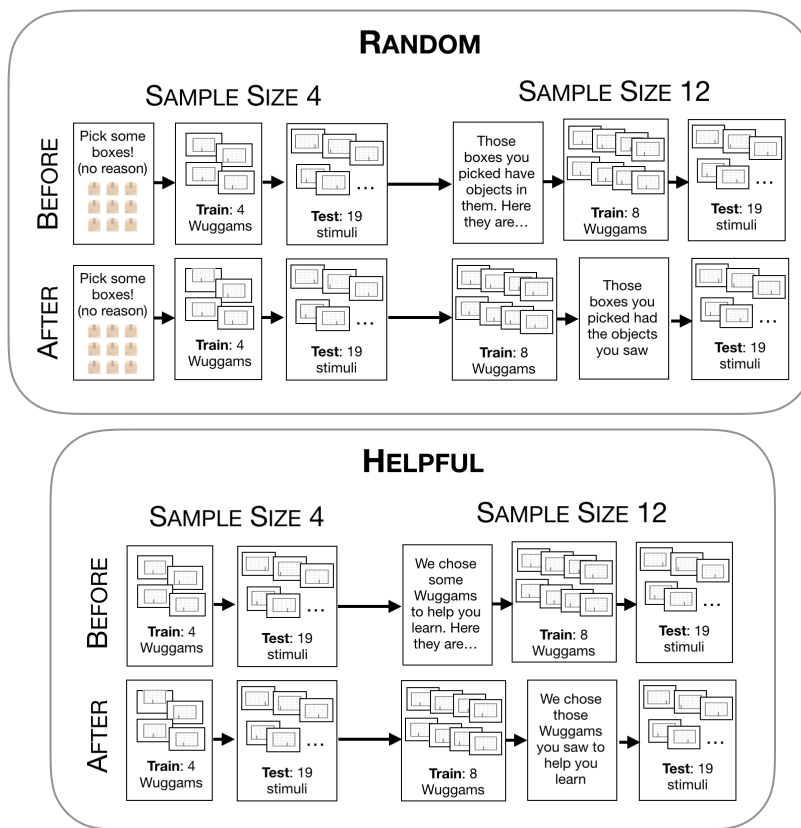 RANDOM
SAMPLE SIZE 4
SAMPLE SIZE 12
BEFORE
Pick some
boxes!
(no reason)
Train: 4
Wuggams
Test: 19
stimuli
...
Those
boxes you
picked have
objects in
them. Here
they are...
Train: 8
Wuggams
Test: 19
stimuli
...
AFTER
Pick some
boxes!
(no reason)
Train: 4
Wuggams
Test: 19
stimuli
...
Train: 8
Wuggams
Those
boxes you
picked had
the objects
you saw
Test: 19
stimuli
...
HELPFUL
SAMPLE SIZE 4
SAMPLE SIZE 12
BEFORE
Train: 4
Wuggams
Test: 19
stimuli
...
We chose
some
Wuggams
to help you
learn. Here
they are...
Train: 8
Wuggams
Test: 19
stimuli
...
AFTER
Train: 4
Wuggams
Test: 19
stimuli
...
Train: 8
Wuggams
We chose
those
Wuggams
you saw to
help you
learn
Test: 19
stimuli
...